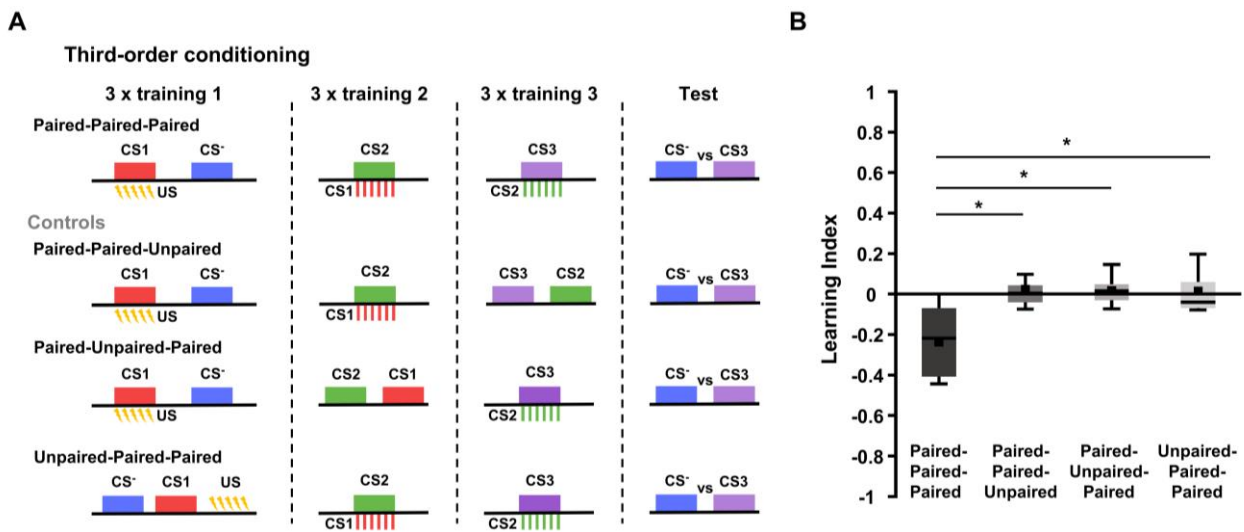 A
Third-order conditioning
3 x training 1
3 x training 2
3 x training 3
Test
Paired-Paired-Paired
CS1
CS-
US
CS2
CS1
CS3
CS2
CS- vs CS3
Controls
Paired-Paired-Unpaired
CS1
CS-
US
CS2
CS1
CS3
CS2
CS- vs CS3
Paired-Unpaired-Paired
CS1
CS-
US
CS2
CS1
CS3
CS2
CS- vs CS3
Unpaired-Paired-Paired
CS-
CS1
US
CS2
CS1
CS3
CS2
CS- vs CS3
B
Learning Index
1
0.8
0.6
0.4
0.2
0
-0.2
-0.4
-0.6
-0.8
-1
*
*
*
Paired-
Paired-
Paired
Paired-
Paired-
Unpaired
Paired-
Unpaired-
Paired
Unpaired-
Paired-
Paired